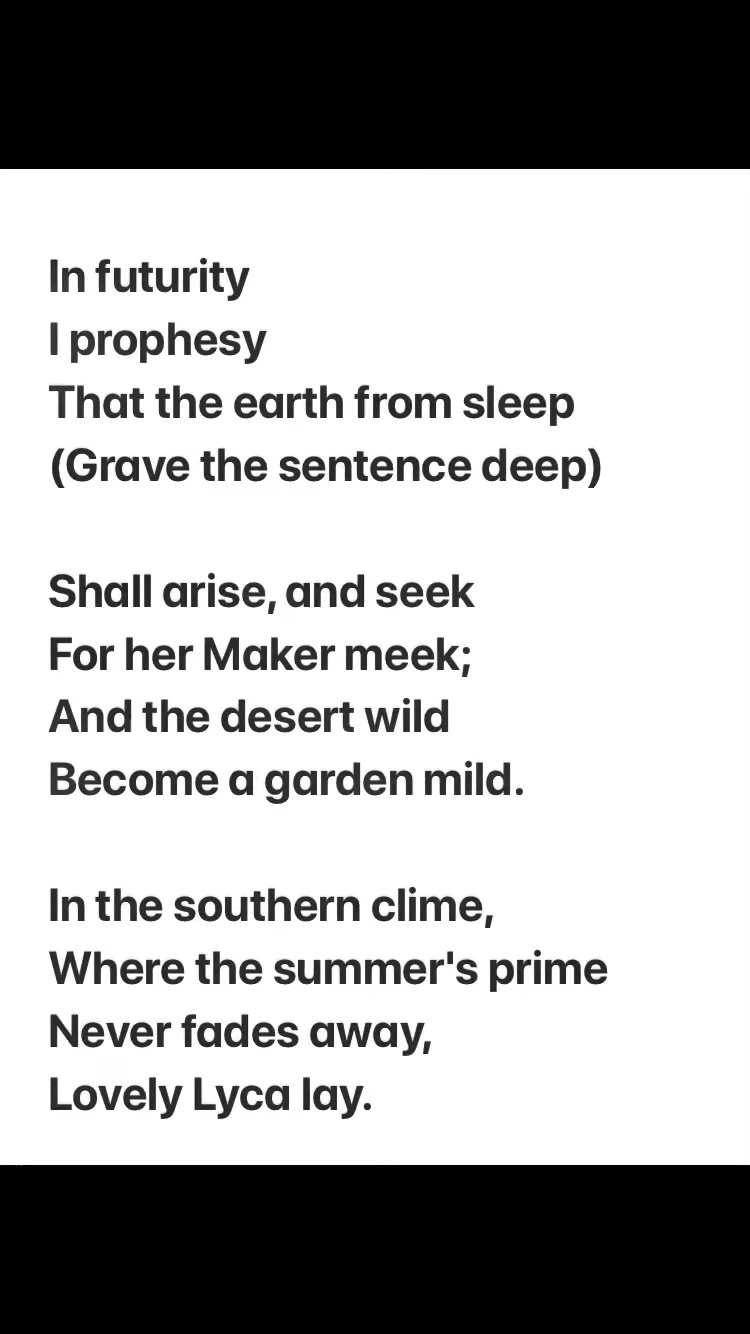 In futurity
I prophesy
That the earth from sleep
(Grave the sentence deep)
Shall arise, and seek
For her Maker meek;
And the desert wild
Become a garden mild.
In the southern clime,
Where the summer's prime
Never fades away,
Lovely Lyca lay.